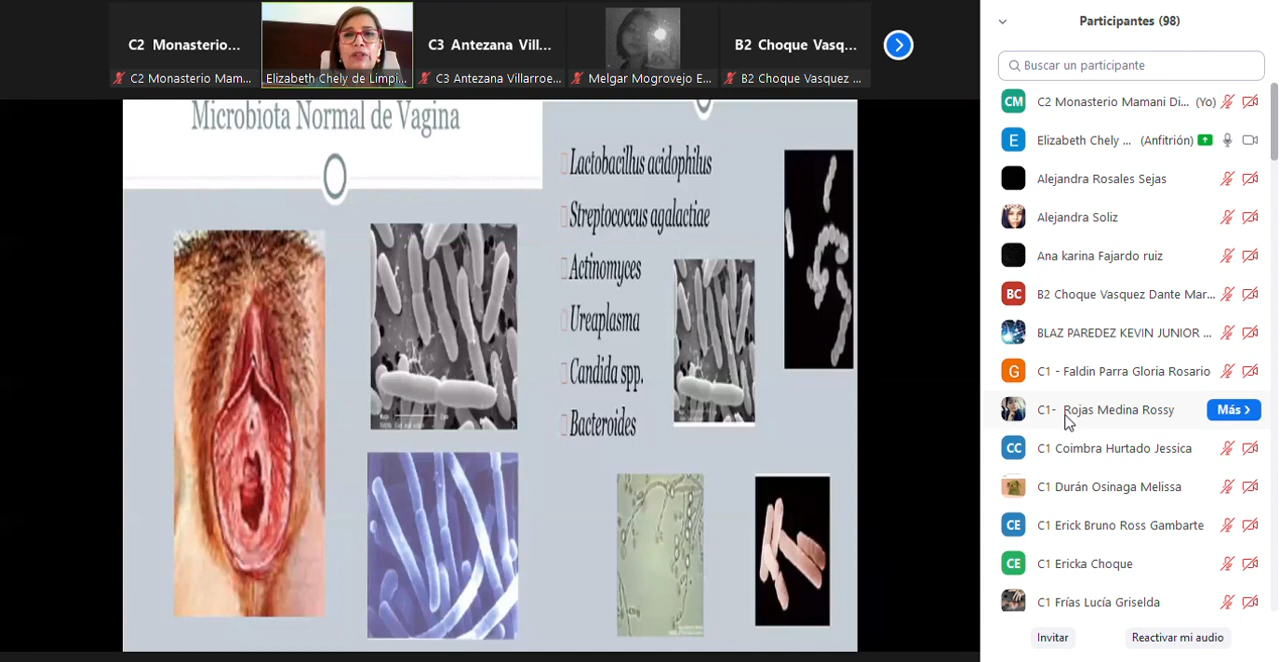 C2 Monasterio...
C3 Antezana Vill...
B2 Choque Vasq...
C2 Monasterio Mam...
Elizabeth Chely de Limpi...
C3 Antezana Villarroe...
Melgar Mogrovejo E...
B2 Choque Vasquez ...
Microbiota Normal de Vagina
Lactobacillus acidophilus
Streptococcus agalactiae
Actinomyces
Ureaplasma
Candida spp.
Bacteroides
Participantes (98)
Buscar un participante
CM C2 Monasterio Mamani Di... (Yo)
E Elizabeth Chely ... (Anfitrión)
Alejandra Rosales Sejas
Alejandra Soliz
Ana karina Fajardo ruiz
BC B2 Choque Vasquez Dante Mar...
BLAZ PAREDEZ KEVIN JUNIOR ...
G C1 - Faldin Parra Gloria Rosario
C1- Rojas Medina Rossy Más >
CC C1 Coimbra Hurtado Jessica
C1 Durán Osinaga Melissa
CE C1 Erick Bruno Ross Gambarte
CE C1 Ericka Choque
C1 Frías Lucía Griselda
Invitar Reactivar mi audio